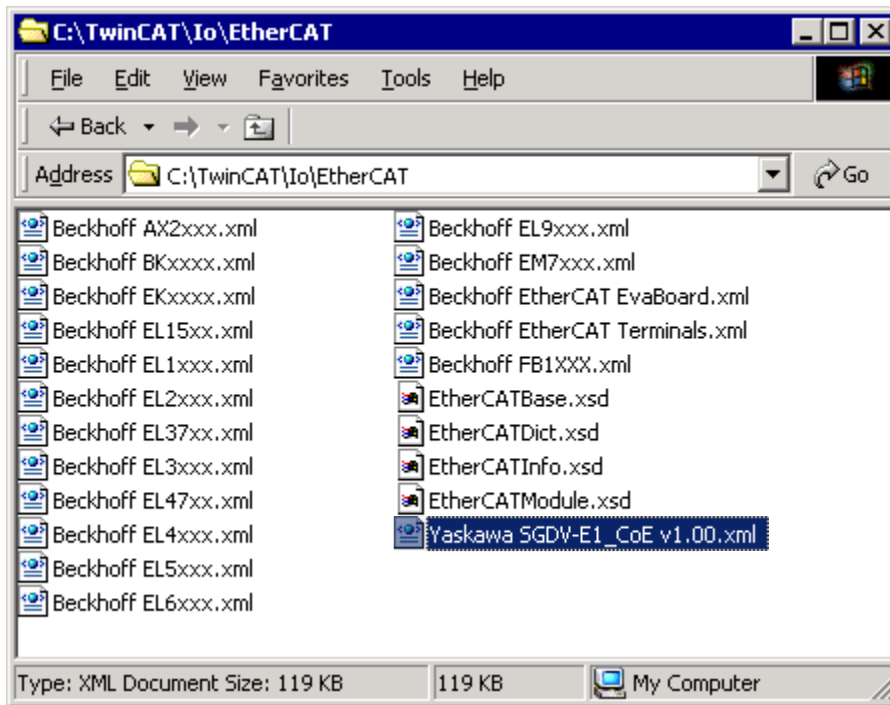 C:\TwinCAT\Io\EtherCAT
File Edit View Favorites Tools Help
Back
Address C:\TwinCAT\Io\EtherCAT Go
Beckhoff AX2xxx.xml
Beckhoff BKxxxx.xml
Beckhoff EKxxxx.xml
Beckhoff EL15xx.xml
Beckhoff EL1xxx.xml
Beckhoff EL2xxx.xml
Beckhoff EL37xx.xml
Beckhoff EL3xxx.xml
Beckhoff EL47xx.xml
Beckhoff EL4xxx.xml
Beckhoff EL5xxx.xml
Beckhoff EL6xxx.xml
Beckhoff EL9xxx.xml
Beckhoff EM7xxx.xml
Beckhoff EtherCAT EvaBoard.xml
Beckhoff EtherCAT Terminals.xml
Beckhoff FB1XXX.xml
EtherCATBase.xsd
EtherCATDict.xsd
EtherCATInfo.xsd
EtherCATModule.xsd
Yaskawa SGDV-E1_CoE v1.00.xml
Type: XML Document Size: 119 KB 119 KB My Computer